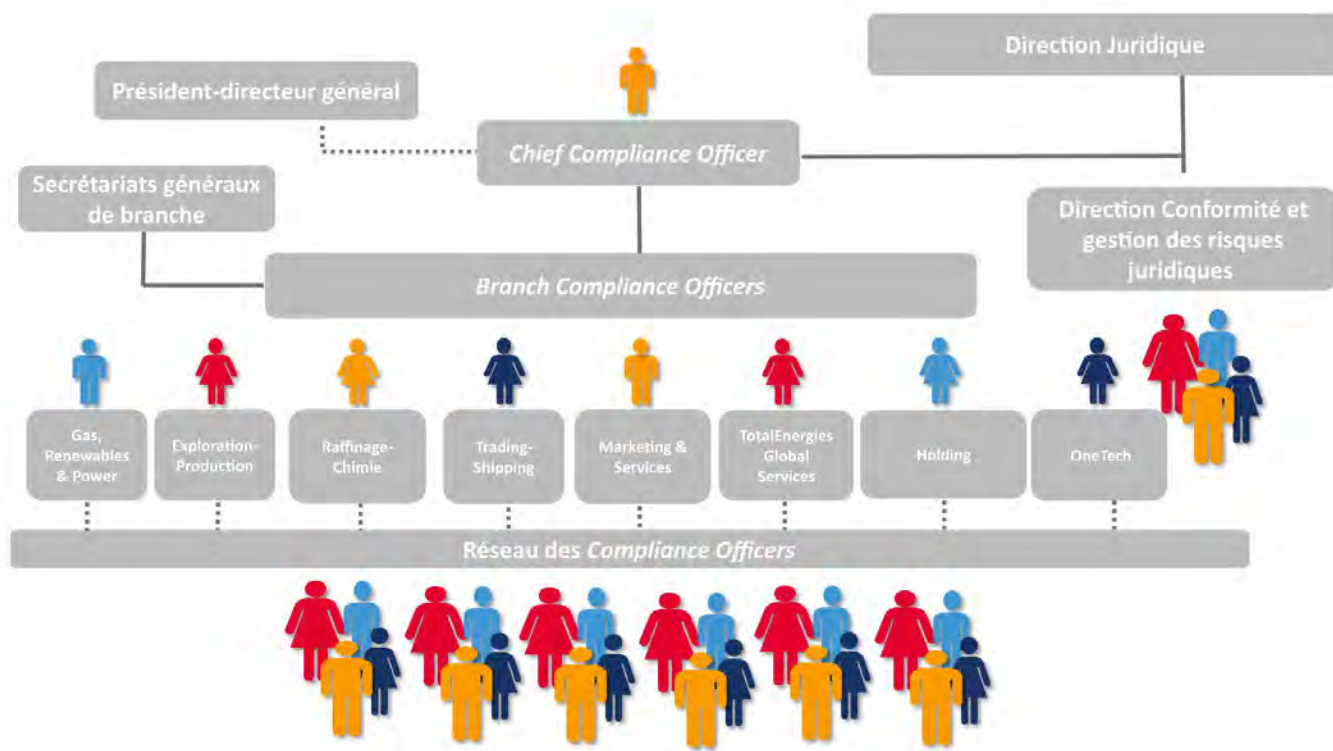 Direction Juridique
Président-directeur général
Chief Compliance Officer
Secrétariats généraux
de branche
Direction Conformité et
gestion des risques
juridiques
Branch Compliance Officers
Gas,
Renewables
& Power
Exploration-
Production
Raffinage-
Chimie
Trading-
Shipping
Marketing &
Services
TotalEnergies
Global
Services
Holding
OneTech
Réseau des Compliance Officers